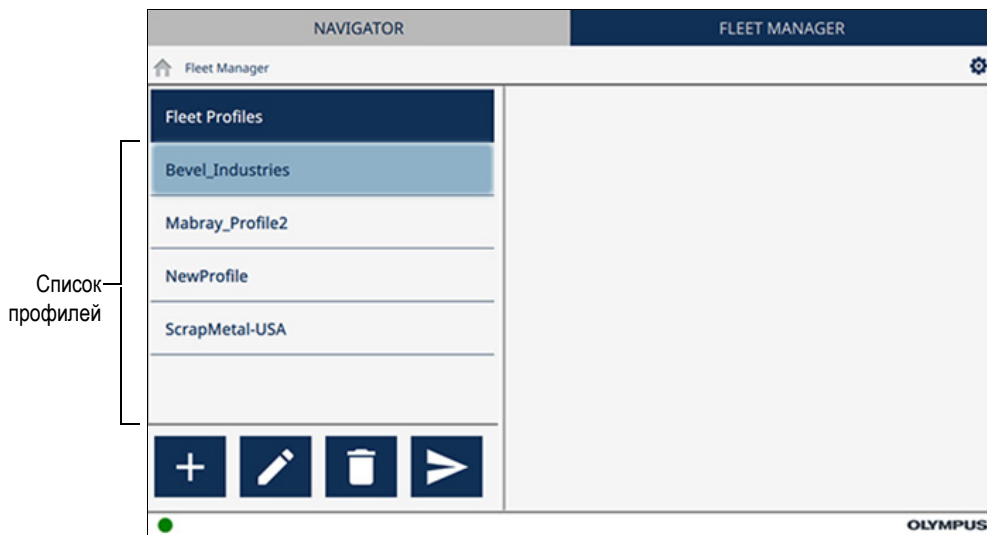 NAVIGATOR
FLEET MANAGER
Fleet Manager
Fleet Profiles
Bevel_Industries
Mabray_Profile2
NewProfile
ScrapMetal-USA
Список
профилей
OLYMPUS